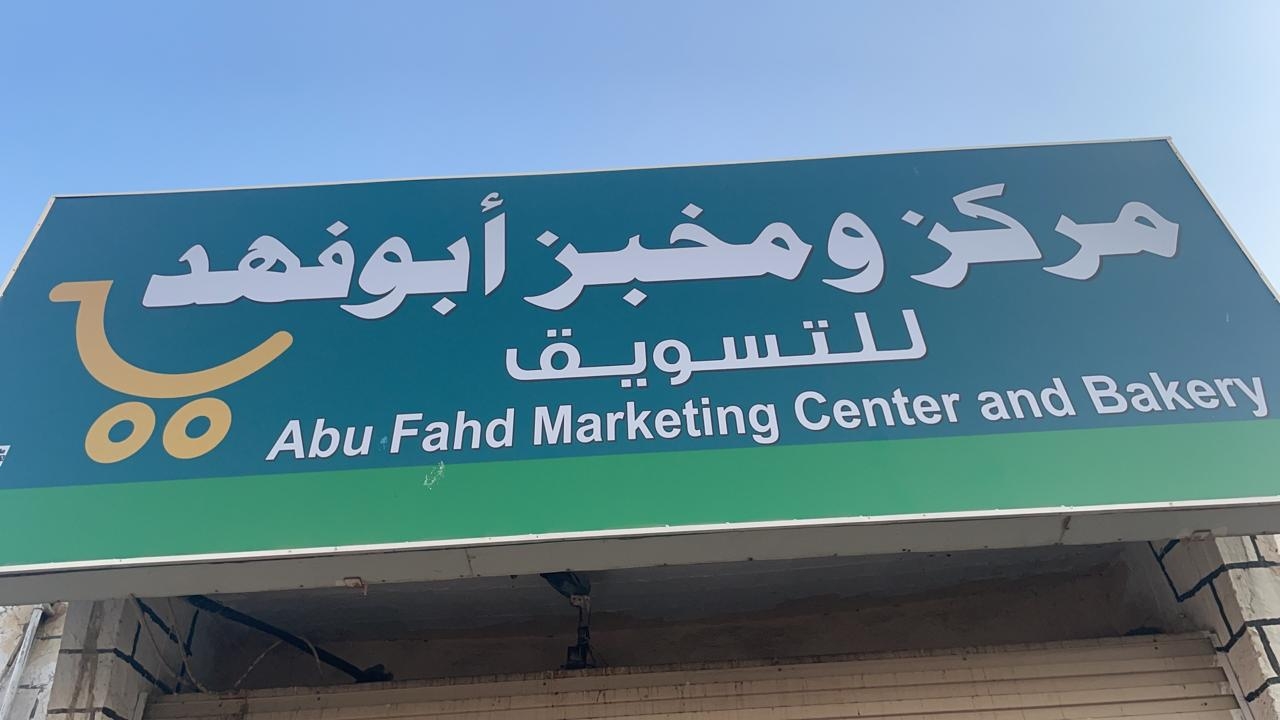 مركز ومخبز أبوفهد
للتسويق
Abu Fahd Marketing Center and Bakery